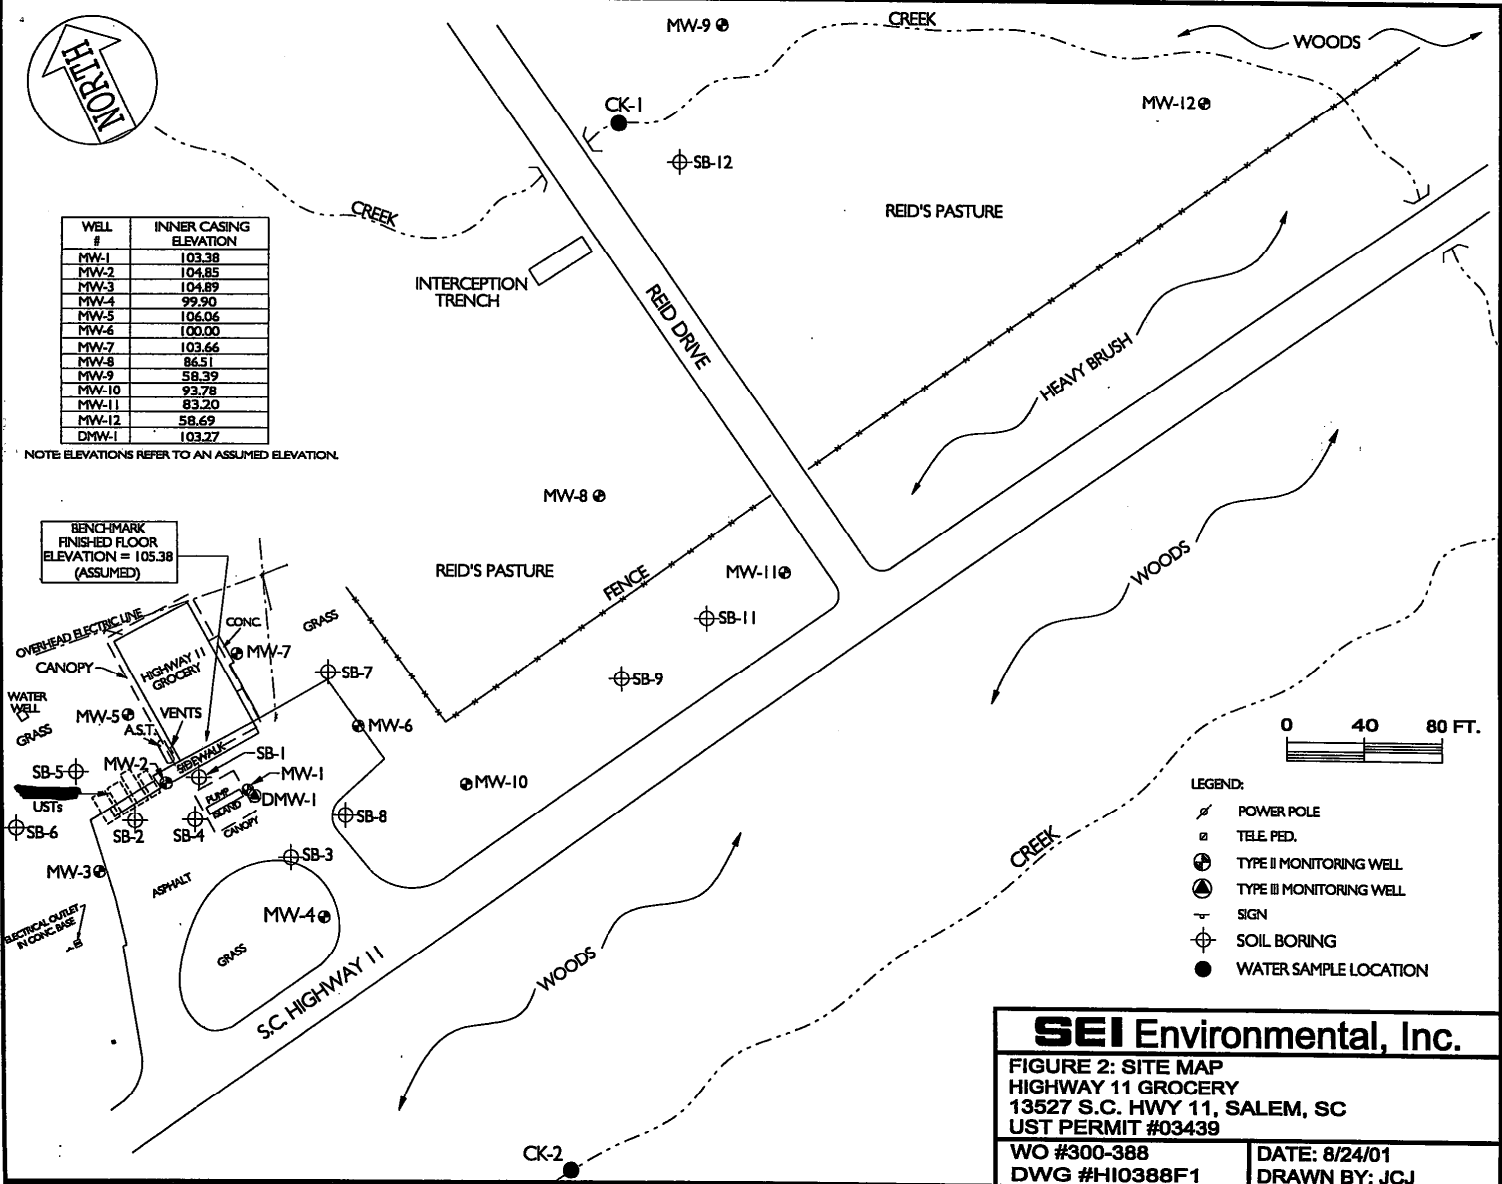 MW-9
CREEK
WOODS
NORTH
CK-1
MW-12
SB-12
CREEK
REID'S PASTURE
WELL # INNER CASING ELEVATION
MW-1 103.38
MW-2 104.85
MW-3 104.89
MW-4 99.90
MW-5 106.06
MW-6 100.00
MW-7 103.66
MW-8 86.51
MW-9 58.39
MW-10 93.78
MW-11 83.20
MW-12 58.69
DMW-1 103.27
NOTE: ELEVATIONS REFER TO AN ASSUMED ELEVATION.
INTERCEPTION
TRENCH
REID DRIVE
HEAVY BRUSH
MW-8
BENCHMARK
FINISHED FLOOR
ELEVATION = 105.38
(ASSUMED)
REID'S PASTURE
FENCE
MW-11
WOODS
SB-11
OVERHEAD ELECTRIC LINE
CONC.
GRASS
CANOPY
HIGHWAY 11
GROCERY
MW-7
SB-7
SB-9
WATER
WELL
GRASS
MW-5
A.S.T.
VENTS
MW-6
SIDEWALK
SB-1
MW-2
SB-5
MW-1
MW-10
DMW-1
PUMP
ISLAND
CANOPY
USTs
SB-6
SB-2
SB-4
SB-8
SB-3
MW-3
ASPHALT
MW-4
GRASS
ELECTRICAL OUTLET
IN CONC. BASE
S.C. HIGHWAY 11
WOODS
CREEK
CK-2
0 40 80 FT.
LEGEND:
POWER POLE
TELE. PED.
TYPE II MONITORING WELL
TYPE III MONITORING WELL
SIGN
SOIL BORING
WATER SAMPLE LOCATION
SEI Environmental, Inc.
FIGURE 2: SITE MAP
HIGHWAY 11 GROCERY
13527 S.C. HWY 11, SALEM, SC
UST PERMIT #03439
WO #300-388
DWG #HI0388F1
DATE: 8/24/01
DRAWN BY: JCJ